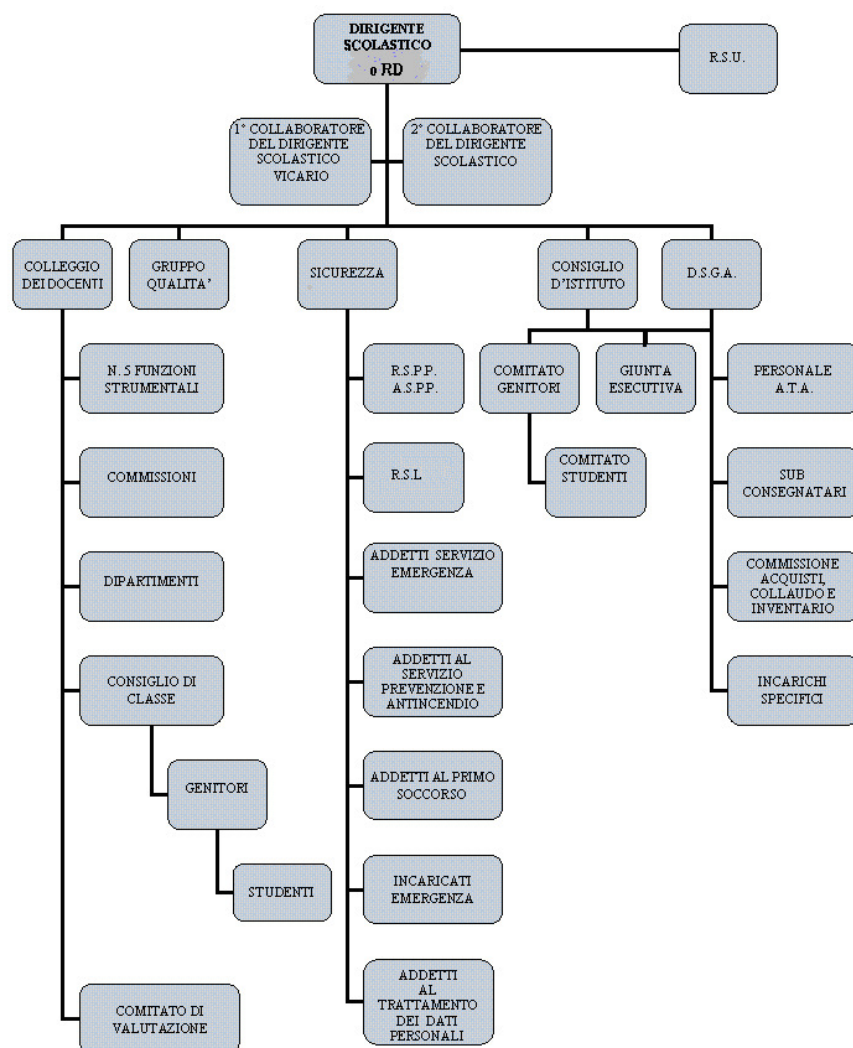 DIRIGENTE
SCOLASTICO
o RD
R.S.U.
1° COLLABORATORE
DEL DIRIGENTE
SCOLASTICO
VICARIO
2° COLLABORATORE
DEL DIRIGENTE
SCOLASTICO
COLLEGGIO
DEI DOCENTI
GRUPPO
QUALITA’
SICUREZZA
CONSIGLIO
D’ISTITUTO
D.S.G.A.
N. 5 FUNZIONI
STRUMENTALI
R.S.P.P.
A.S.P.P.
COMITATO
GENITORI
GIUNTA
ESECUTIVA
PERSONALE
A.T.A.
COMMISSIONI
R.S.L
COMITATO
STUDENTI
SUB
CONSEGNATARI
DIPARTIMENTI
ADDETTI SERVIZIO
EMERGENZA
COMMISSIONE
ACQUISTI,
COLLAUDO E
INVENTARIO
CONSIGLIO DI
CLASSE
ADDETTI AL
SERVIZIO
PREVENZIONE E
ANTINCENDIO
INCARICHI
SPECIFICI
GENITORI
ADDETTI AL PRIMO
SOCCORSO
STUDENTI
INCARICATI
EMERGENZA
COMITATO DI
VALUTAZIONE
ADDETTI
AL
TRATTAMENTO
DEI DATI
PERSONALI